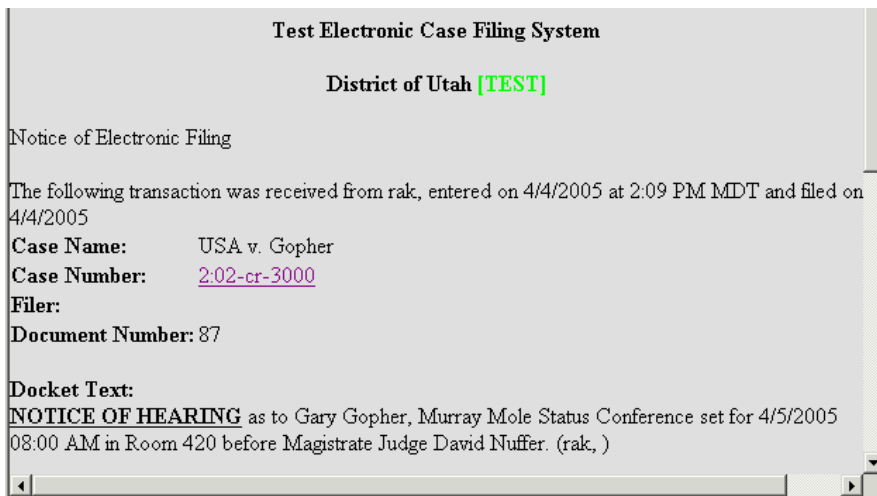 Test Electronic Case Filing System
District of Utah [TEST]
Notice of Electronic Filing
The following transaction was received from rak, entered on 4/4/2005 at 2:09 PM MDT and filed on
4/4/2005
Case Name: USA v. Gopher
Case Number: 2:02-cr-3000
Filer:
Document Number: 87
Docket Text:
NOTICE OF HEARING as to Gary Gopher, Murray Mole Status Conference set for 4/5/2005
08:00 AM in Room 420 before Magistrate Judge David Nuffer. (rak, )